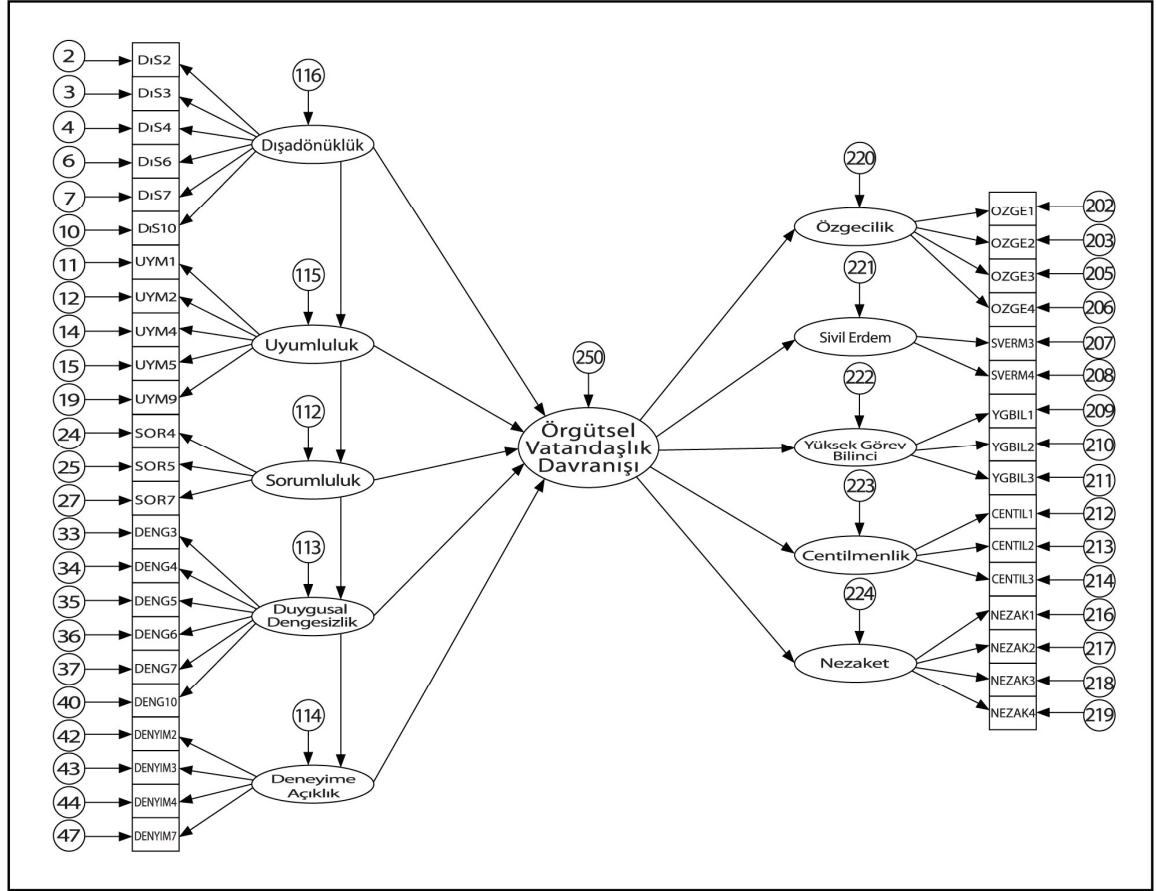 2
DıS2
3
DıS3
4
DıS4
6
DıS6
7
DıS7
10
DıS10
11
UYM1
12
UYM2
14
UYM4
15
UYM5
19
UYM9
24
SOR4
25
SOR5
27
SOR7
33
DENG3
34
DENG4
35
DENG5
36
DENG6
37
DENG7
40
DENG10
42
DENYIM2
43
DENYIM3
44
DENYIM4
47
DENYIM7
116
Dışadönüklük
115
Uyumluluk
112
Sorumluluk
113
Duygusal
Dengesizlik
114
Deneyime
Açıklık
250
Örgütsel
Vatandaşlık
Davranışı
220
Özgecilik
221
Sivil Erdem
222
Yüksek Görev
Bilinci
223
Centilmenlik
224
Nezaket
OZGE1
202
OZGE2
203
OZGE3
205
OZGE4
206
SVERM3
207
SVERM4
208
YGBIL1
209
YGBIL2
210
YGBIL3
211
CENTIL1
212
CENTIL2
213
CENTIL3
214
NEZAK1
216
NEZAK2
217
NEZAK3
218
NEZAK4
219